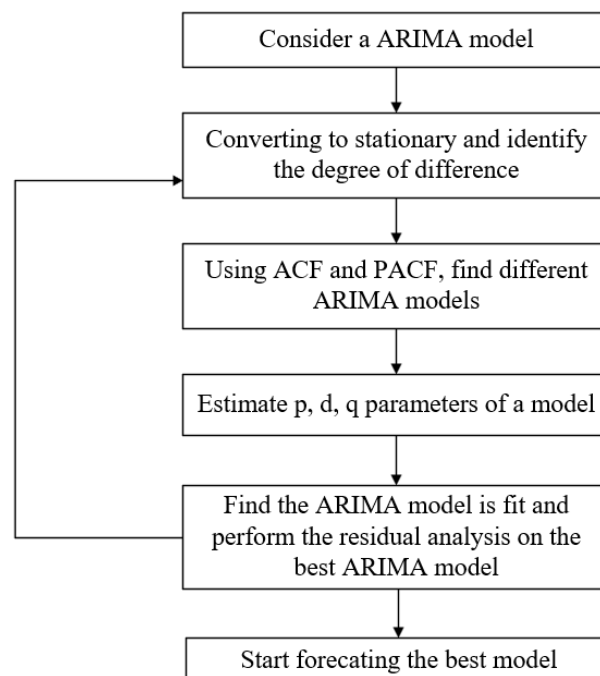 Consider a ARIMA model
Converting to stationary and identify
the degree of difference
Using ACF and PACF, find different
ARIMA models
Estimate p, d, q parameters of a model
Find the ARIMA model is fit and
perform the residual analysis on the
best ARIMA model
Start forecating the best model